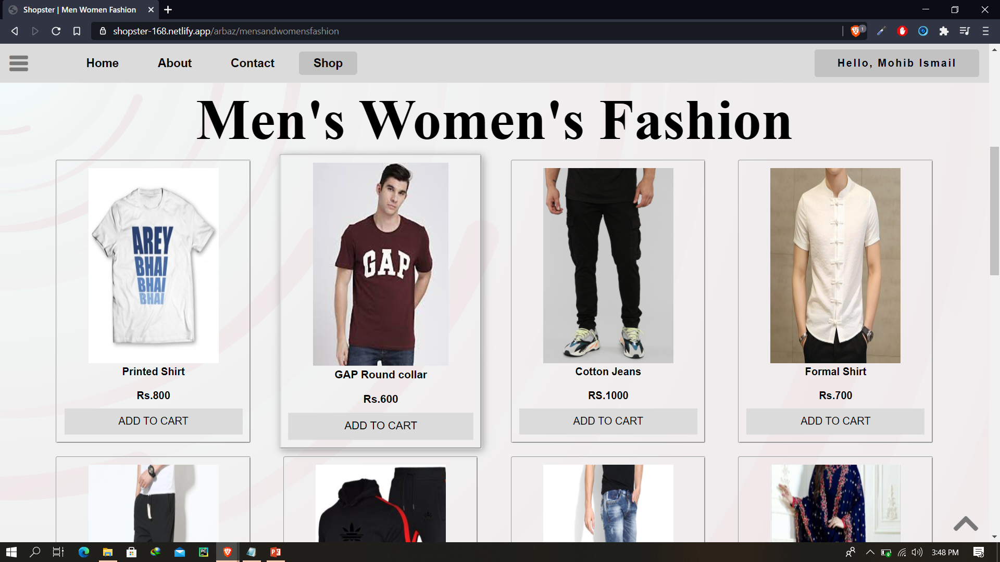 Shopster | Men Women Fashion
shopster-168.netlify.app/arbaz/mensandwomensfashion
1
Home About Contact Shop Hello, Mohib Ismail
Men's Women's Fashion
AREY
BHAI
BHAI
BHAI
GAP
Printed Shirt
GAP Round collar
Cotton Jeans
Formal Shirt
Rs.800
Rs.600
RS.1000
Rs.700
ADD TO CART
ADD TO CART
ADD TO CART
ADD TO CART
PC
P
3:48 PM